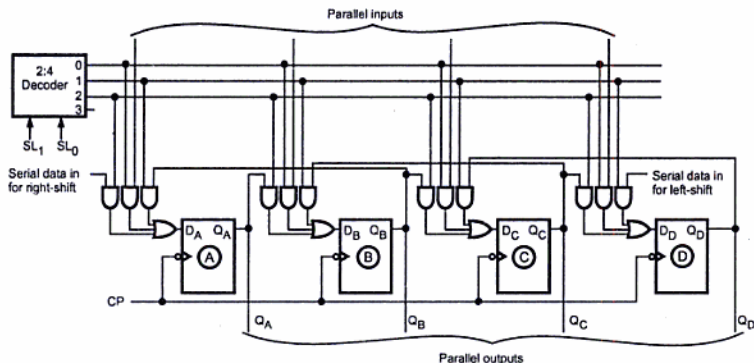 Parallel inputs
2:4
Decoder
0
1
2
3
SL1 SL0
Serial data in
for right-shift
Serial data in
for left-shift
DA QA
A
DB QB
B
DC QC
C
DD QD
D
CP
QA QB QC QD
Parallel outputs